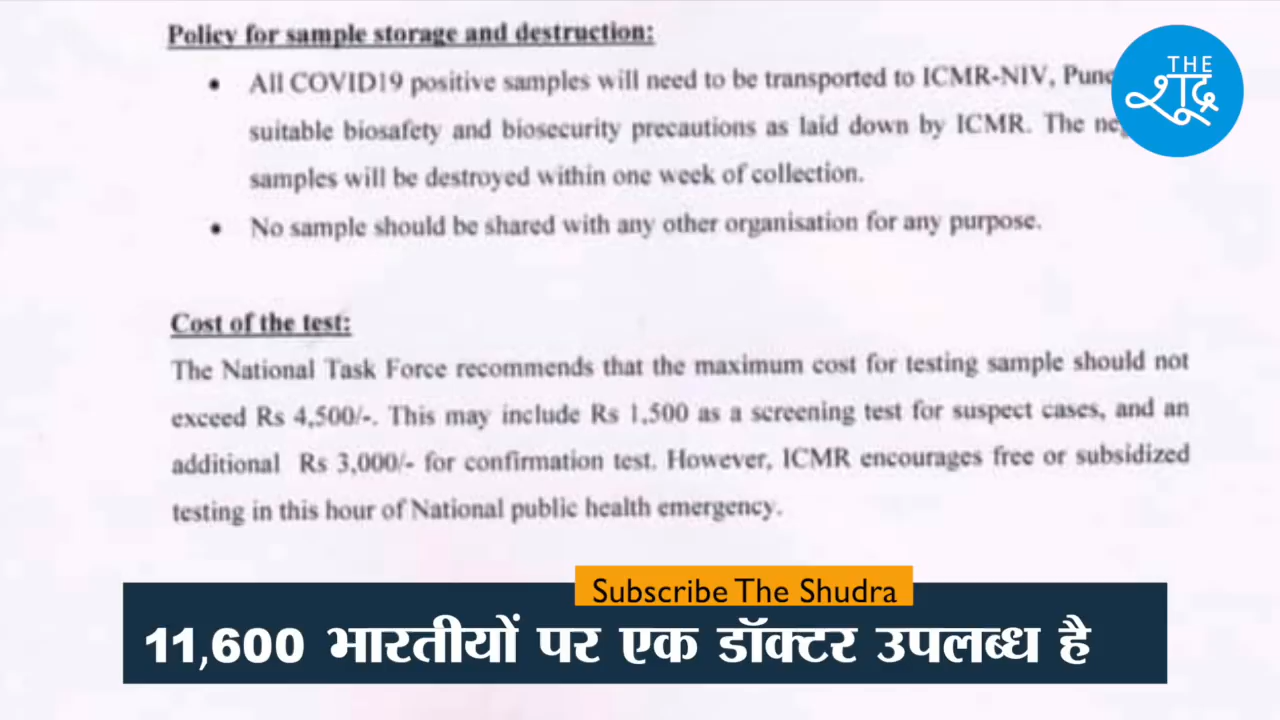 Policy for sample storage and destruction:
• All COVID19 positive samples will need to be transported to ICMR-NIV,
suitable biosafety and biosecurity precautions as laid down by ICMR. The
samples will be destroyed within one week of collection.
• No sample should be shared with any other organisation for any purpose.
Cost of the test:
The National Task Force recommends that the maximum cost for testing sample should not
exceed Rs 4,500/-. This may include Rs 1,500 as a screening test for suspect cases, and an
additional Rs 3,000/- for confirmation test. However, ICMR encourages free or subsidized
testing in this hour of National public health emergency.
THE
शूद्र
Subscribe The Shudra
11,600 भारतीयों पर एक डॉक्टर उपलब्ध है